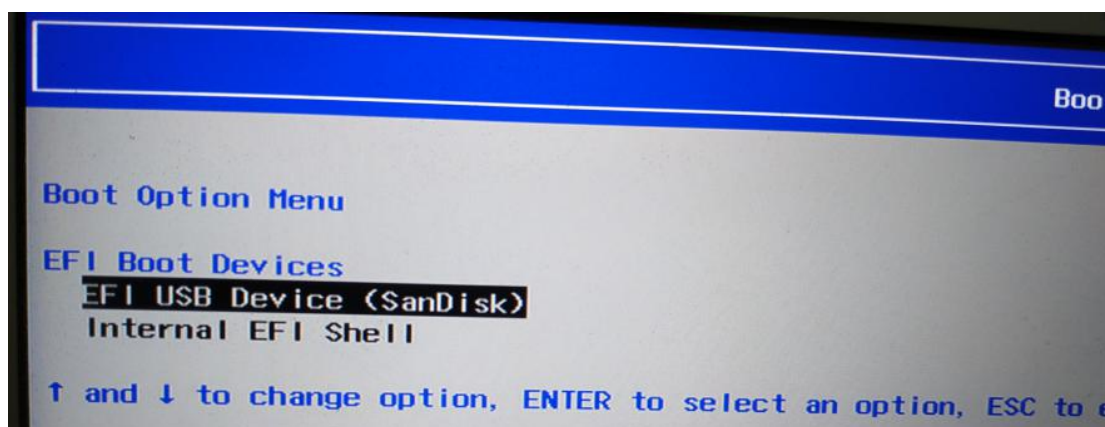 Boot Option Menu
EFI Boot Devices
EFI USB Device (SanDisk)
Internal EFI Shell
↑ and ↓ to change option, ENTER to select an option, ESC to